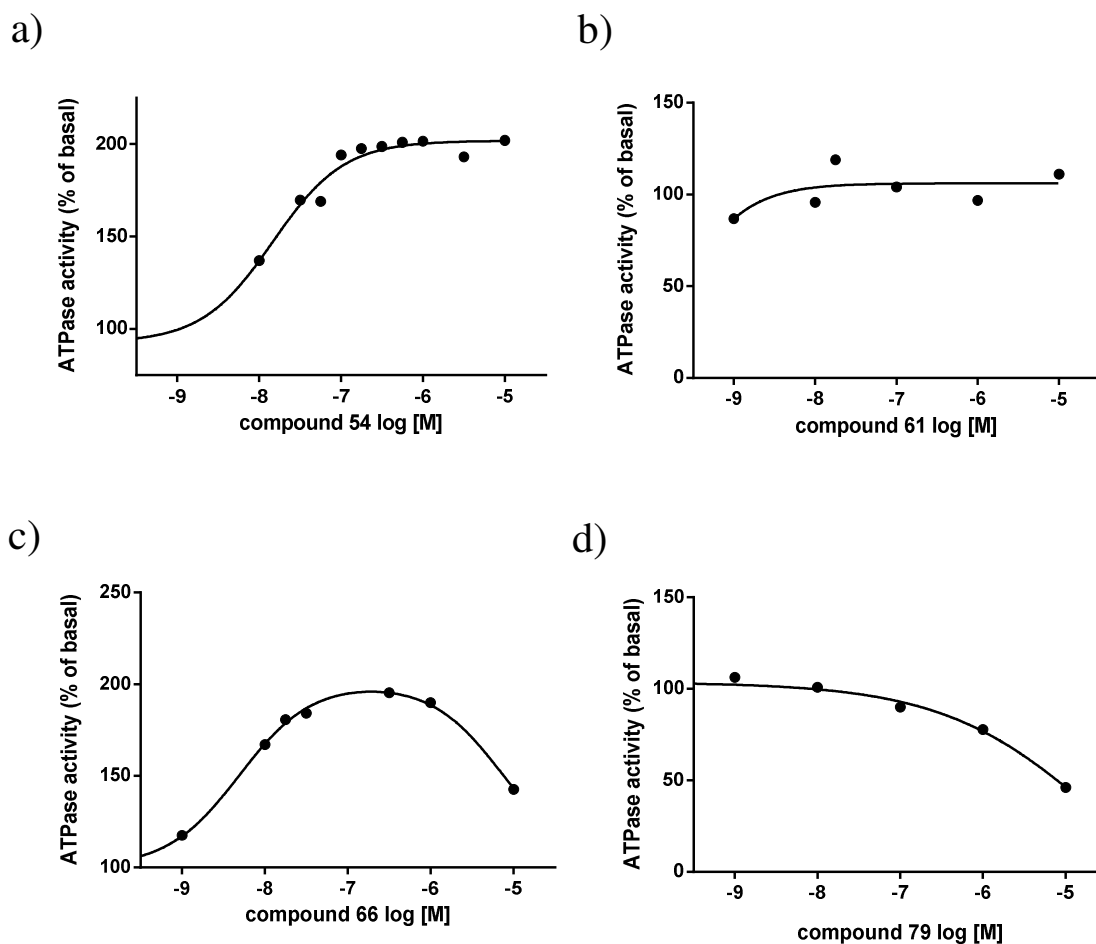 a)
ATPase activity (% of basal)
200
150
100
-9 -8 -7 -6 -5
compound 54 log [M]
b)
ATPase activity (% of basal)
150
100
50
0
-9 -8 -7 -6 -5
compound 61 log [M]
c)
ATPase activity (% of basal)
250
200
150
100
-9 -8 -7 -6 -5
compound 66 log [M]
d)
ATPase activity (% of basal)
150
100
50
0
-9 -8 -7 -6 -5
compound 79 log [M]